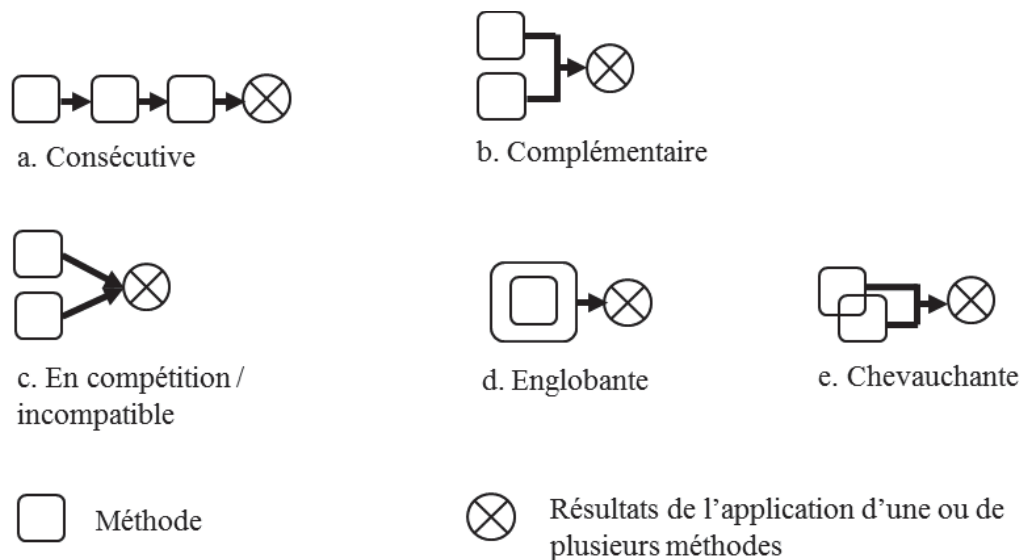 a. Consécutive
b. Complémentaire
c. En compétition /
incompatible
d. Englobante
e. Chevauchante
Méthode
Résultats de l’application d’une ou de
plusieurs méthodes